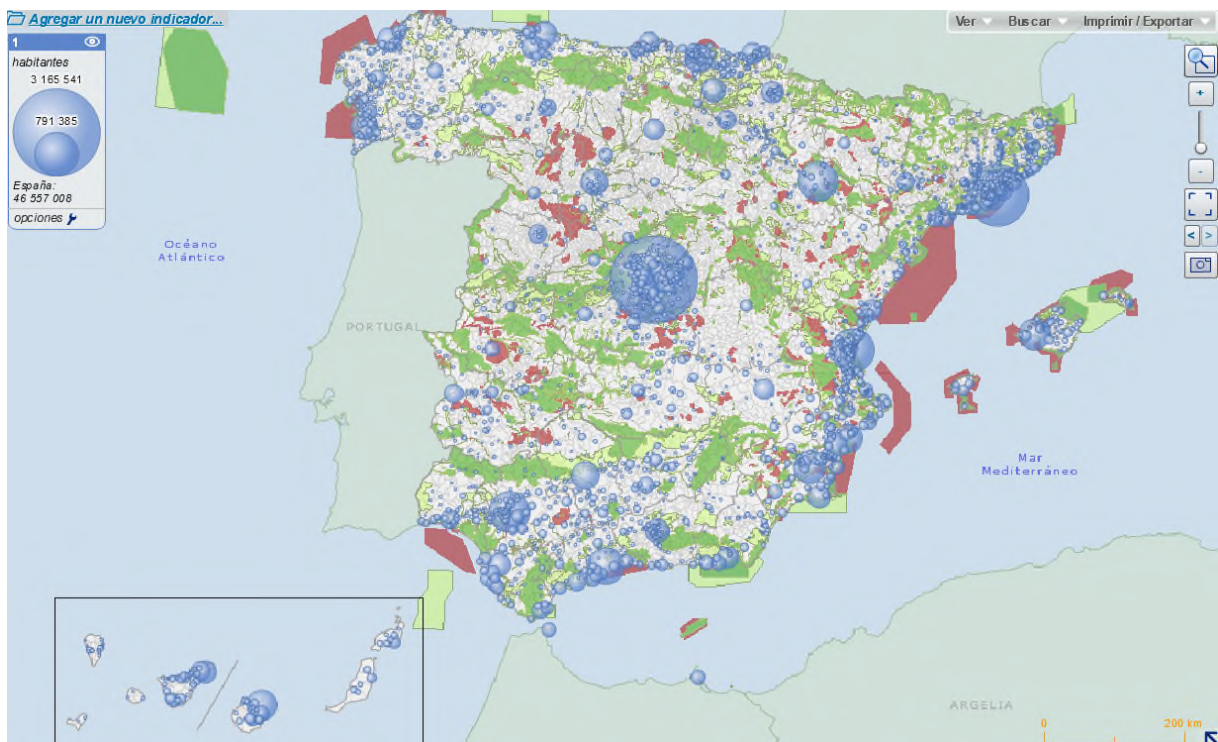 Agregar un nuevo indicador...
Ver Buscar Imprimir / Exportar
1
habitantes
3 165 541
791 385
España:
46 557 008
opciones
+
-
< >
Océano
Atlántico
PORTUGAL
Mar
Mediterráneo
ARGELIA
0 200 km